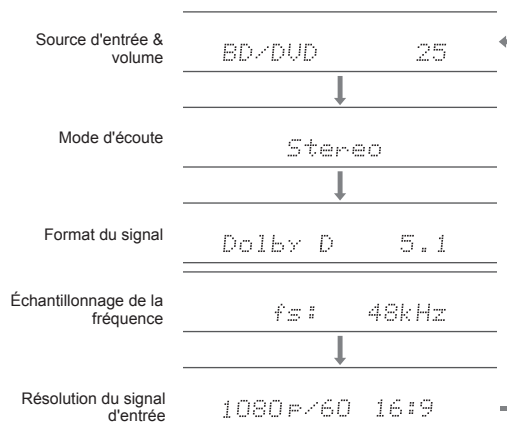 Source d'entrée &
volume
BD/DVD 25
Mode d'écoute
Stereo
Format du signal
Dolby D 5.1
Échantillonnage de la
fréquence
fs: 48kHz
Résolution du signal
d'entrée
1080p/60 16:9